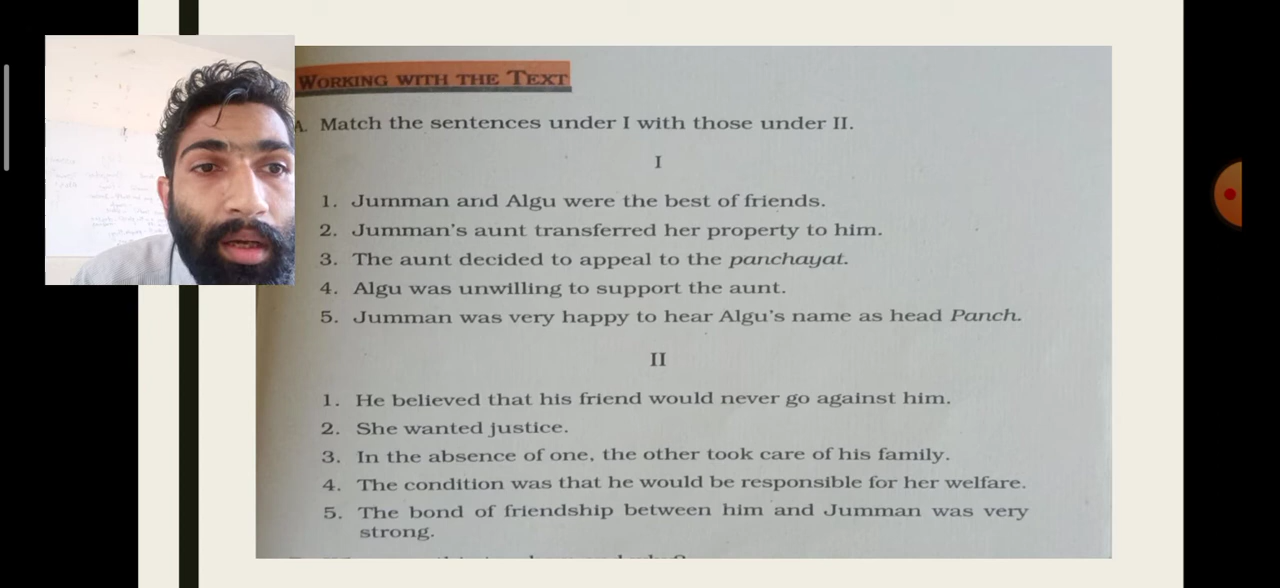 WORKING WITH THE TEXT
A. Match the sentences under I with those under II.
I
1. Jumman and Algu were the best of friends.
2. Jumman's aunt transferred her property to him.
3. The aunt decided to appeal to the panchayat.
4. Algu was unwilling to support the aunt.
5. Jumman was very happy to hear Algu's name as head Panch.
II
1. He believed that his friend would never go against him.
2. She wanted justice.
3. In the absence of one, the other took care of his family.
4. The condition was that he would be responsible for her welfare.
5. The bond of friendship between him and Jumman was very
strong.